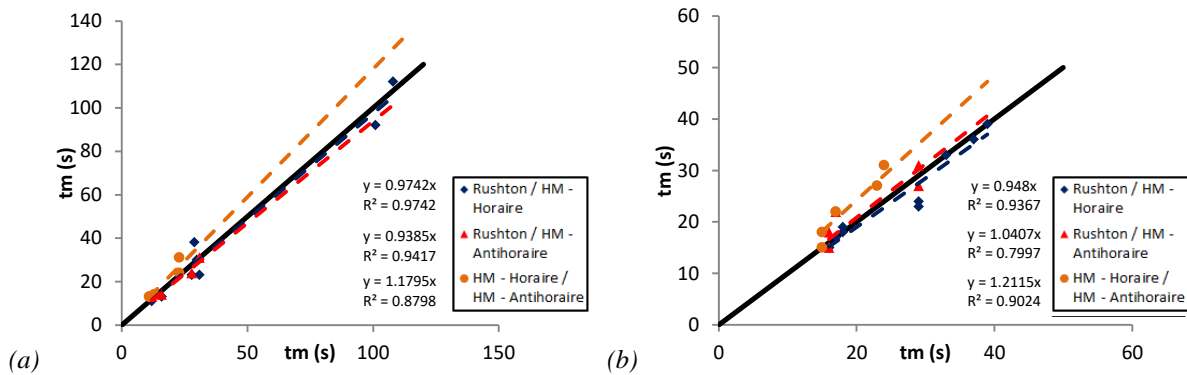 140
120
100
80
60
40
20
0
tm (s)
0
50
100
150
tm (s)
y = 0.9742x
R² = 0.9742
y = 0.9385x
R² = 0.9417
y = 1.1795x
R² = 0.8798
Rushton / HM -
Horaire
Rushton / HM -
Antihoraire
HM - Horaire /
HM - Antihoraire
(a)
60
50
40
30
20
10
0
tm (s)
0
20
40
60
tm (s)
y = 0.948x
R² = 0.9367
y = 1.0407x
R² = 0.7997
y = 1.2115x
R² = 0.9024
Rushton / HM -
Horaire
Rushton / HM -
Antihoraire
HM - Horaire /
HM - Antihoraire
(b)